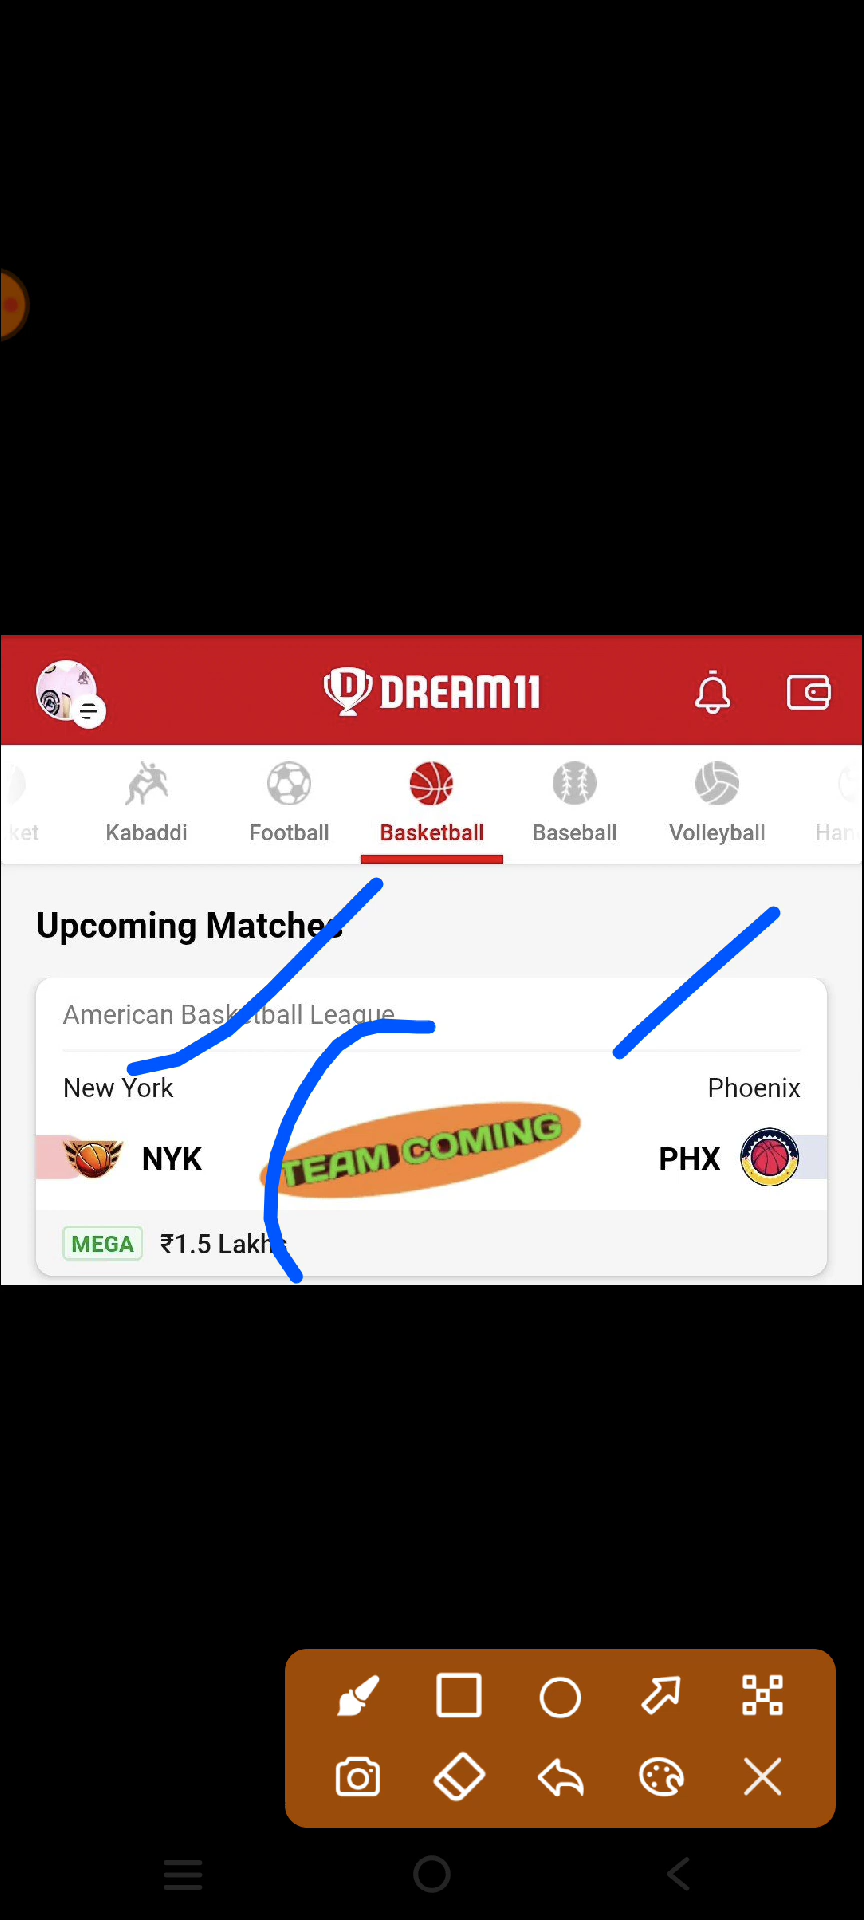 DREAM11
Kabaddi Football Basketball Baseball Volleyball
Upcoming Matches
American Basketball League
New York Phoenix
NYK TEAM COMING PHX
MEGA ₹1.5 Lakhs